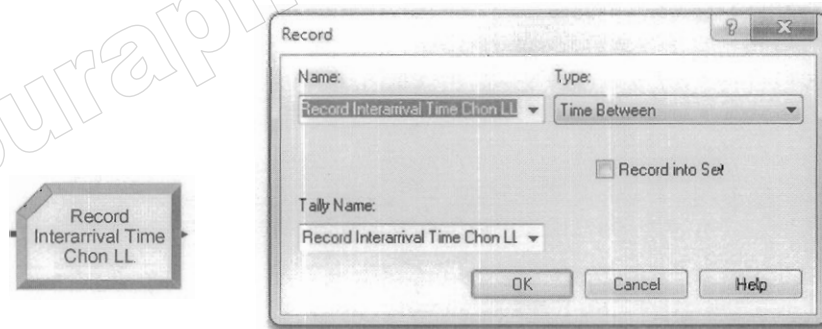 Record
Name:
Type:
Record Interarrival Time Chon LL
Time Between
Record into Set
Tally Name:
Record Interarrival Time Chon LL
OK
Cancel
Help
Record
Interarrival Time
Chon LL